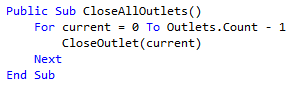 Public Sub CloseAllOutlets()
    For current = 0 To Outlets.Count - 1
        CloseOutlet(current)
    Next
End Sub